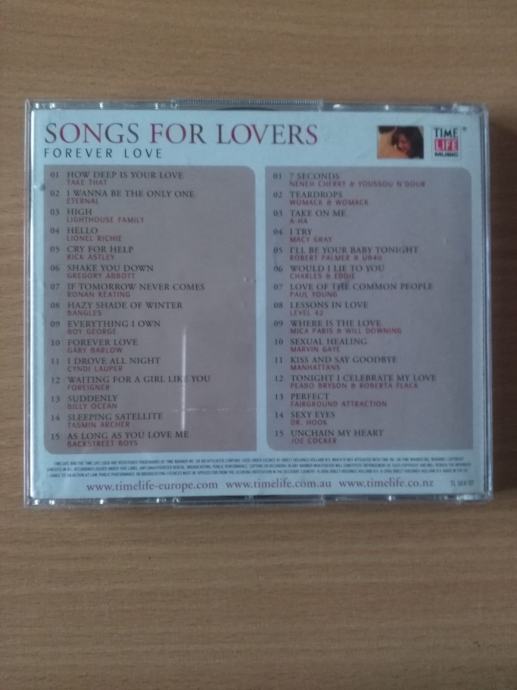 SONGS FOR LOVERS
FOREVER LOVE
TIME
LIFE
MUSIC
01 HOW DEEP IS YOUR LOVE
TAKE THAT
02 I WANNA BE THE ONLY ONE
ETERNAL
03 HIGH
LIGHTHOUSE FAMILY
04 HELLO
LIONEL RICHIE
05 CRY FOR HELP
RICK ASTLEY
06 SHAKE YOU DOWN
GREGORY ABBOTT
07 IF TOMORROW NEVER COMES
RONAN KEATING
08 HAZY SHADE OF WINTER
BANGLES
09 EVERYTHING I OWN
BOY GEORGE
10 FOREVER LOVE
GARY BARLOW
11 I DROVE ALL NIGHT
CYNDI LAUPER
12 WAITING FOR A GIRL LIKE YOU
FOREIGNER
13 SUDDENLY
BILLY OCEAN
14 SLEEPING SATELLITE
TASMIN ARCHER
15 AS LONG AS YOU LOVE ME
BACKSTREET BOYS
01 7 SECONDS
NENEH CHERRY & YOUSSOU N'DOUR
02 TEARDROPS
WOMACK & WOMACK
03 TAKE ON ME
A-HA
04 I TRY
MACY GRAY
05 I'LL BE YOUR BABY TONIGHT
ROBERT PALMER & UB40
06 WOULD I LIE TO YOU
CHARLES & EDDIE
07 LOVE OF THE COMMON PEOPLE
PAUL YOUNG
08 LESSONS IN LOVE
LEVEL 42
09 WHERE IS THE LOVE
MICA PARIS & WILL DOWNING
10 SEXUAL HEALING
MARVIN GAYE
11 KISS AND SAY GOODBYE
MANHATTANS
12 TONIGHT I CELEBRATE MY LOVE
PEABO BRYSON & ROBERTA FLACK
13 PERFECT
FAIRGROUND ATTRACTION
14 SEXY EYES
DR. HOOK
15 UNCHAIN MY HEART
JOE COCKER
www.timelife-europe.com www.timelife.com.au www.timelife.co.nz